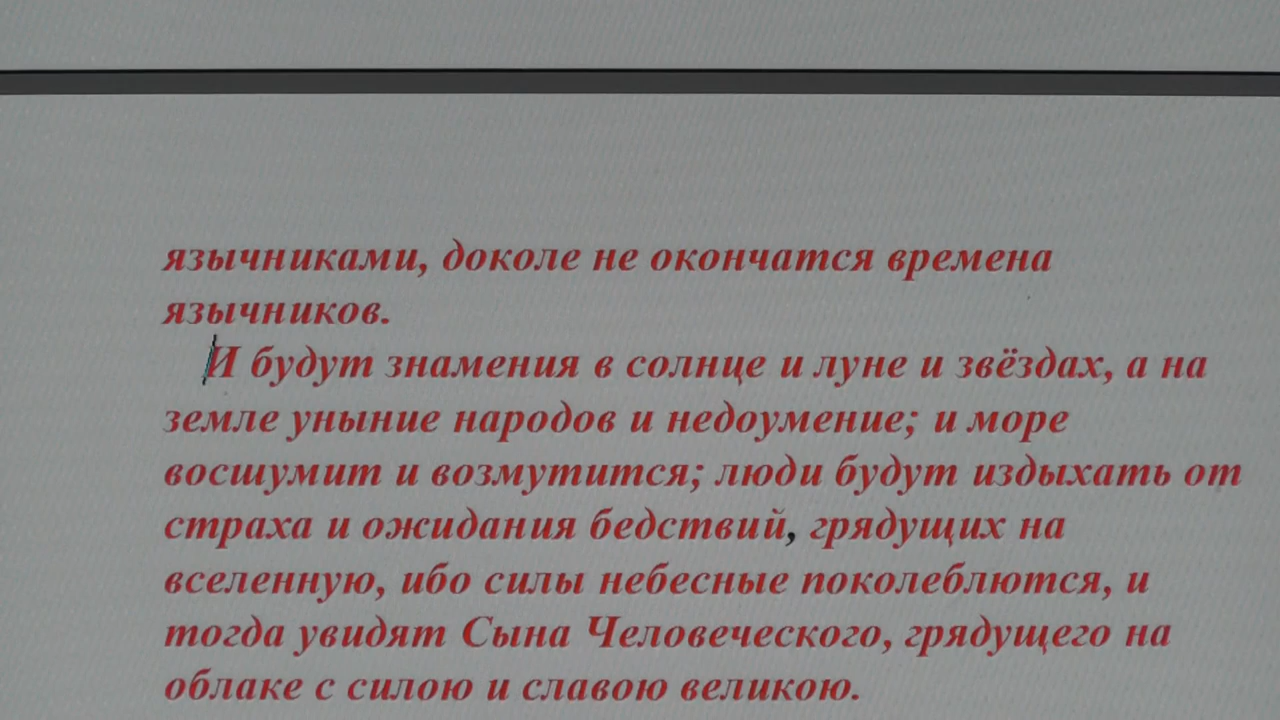 язычниками, доколе не окончатся времена
язычников.
И будут знамения в солнце и луне и звёздах, а на
земле уныние народов и недоумение; и море
восшумит и возмутится; люди будут издыхать от
страха и ожидания бедствий, грядущих на
вселенную, ибо силы небесные поколеблются, и
тогда увидят Сына Человеческого, грядущего на
облаке с силою и славою великою.